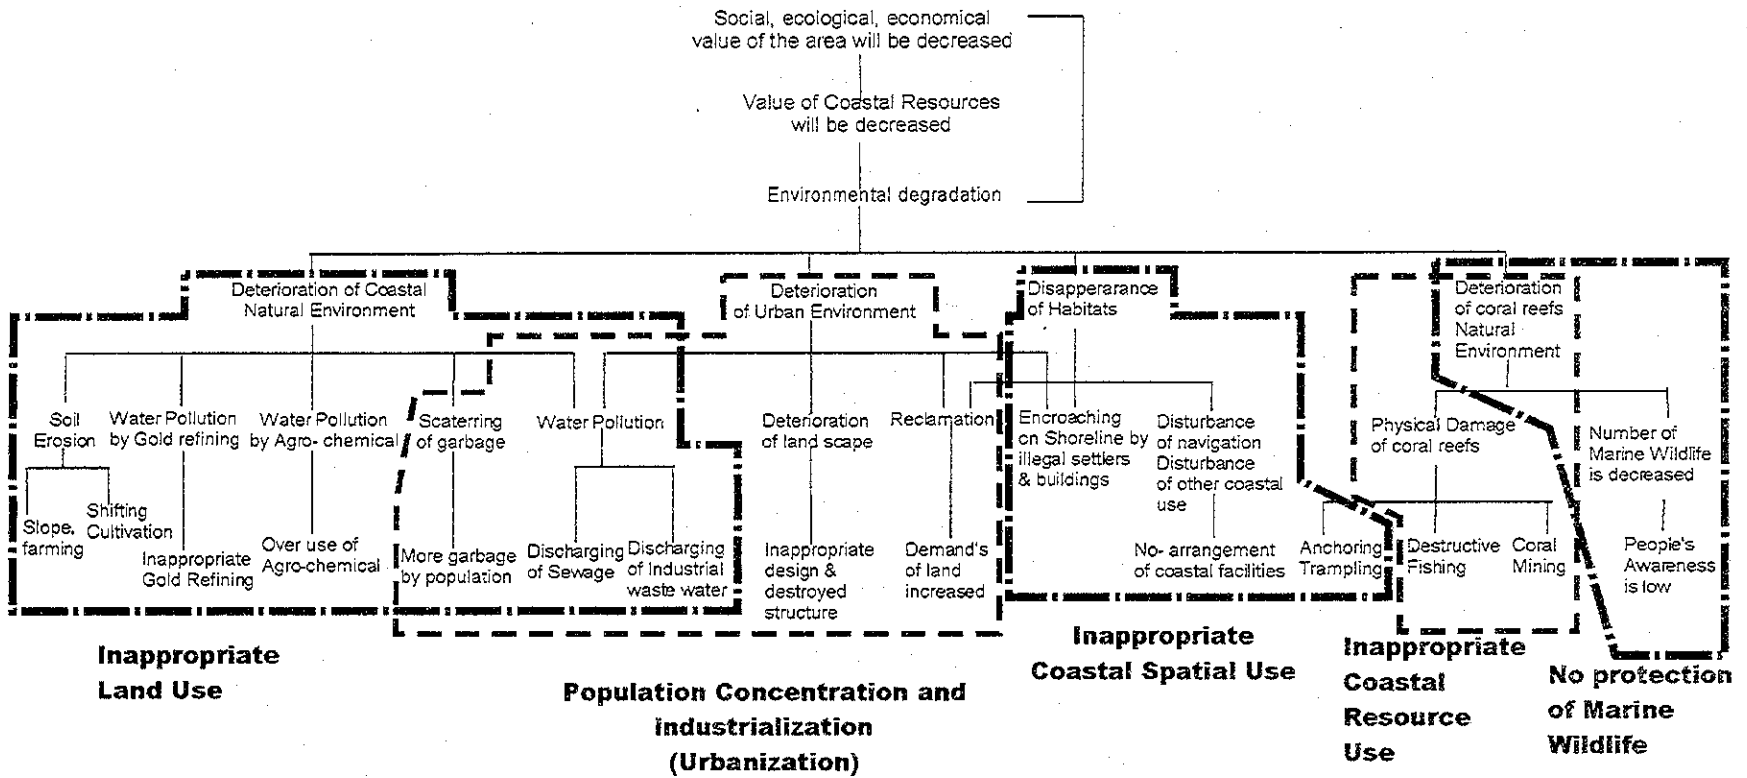 Social, ecological, economical
value of the area will be decreased
Value of Coastal Resources
will be decreased
Environmental degradation
Deterioration of Coastal
Natural Environment
Deterioration
of Urban Environment
Disapperarance
of Habitats
Deterioration
of coral reefs
Natural
Environment
Soil
Erosion
Water Pollution
by Gold refining
Water Pollution
by Agro- chemical
Scaterring
of garbage
Water Pollution
Deterioration
of land scape
Reclamation
Encroaching
on Shoreline by
illegal settlers
& buildings
Disturbance
of navigation
Disturbance
of other coastal
use
Physical Damage
of coral reefs
Number of
Marine Wildlife
is decreased
Slope,
farming
Shifting
Cultivation
Inappropriate
Gold Refining
Over use of
Agro-chemical
More garbage
by population
Discharging
of Sewage
Discharging
of Industrial
waste water
Inappropriate
design &
destroyed
structure
Demand's
of land
increased
No- arrangement
of coastal facilities
Anchoring
Trampling
Destructive
Fishing
Coral
Mining
People's
Awareness
is low
Inappropriate
Land Use
Population Concentration and
industrialization
(Urbanization)
Inappropriate
Coastal Spatial Use
Inappropriate
Coastal
Resource
Use
No protection
of Marine
Wildlife